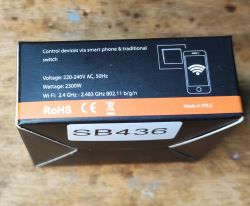 Control devices via smart phone & traditional
switch
Voltage: 220-240V AC, 50Hz
Wattage: 2300W
Wi-Fi: 2.4 GHz - 2.483 GHz 802.11 b/g/n
RoHS CE
Made in P.R.C
SB436